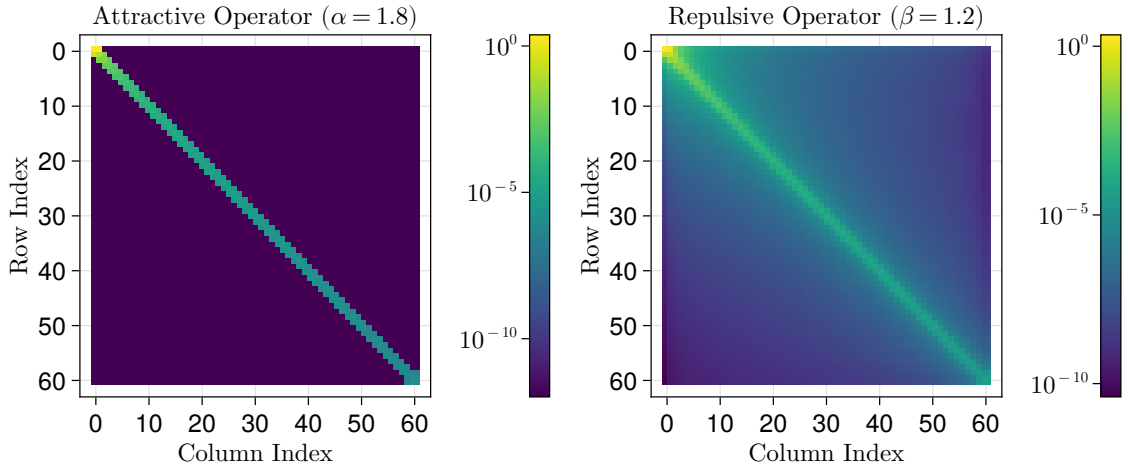 Attractive Operator (α = 1.8)
Row Index
0
10
20
30
40
50
60
0 10 20 30 40 50 60
Column Index
10^0
10^−5
10^−10
Repulsive Operator (β = 1.2)
Row Index
0
10
20
30
40
50
60
0 10 20 30 40 50 60
Column Index
10^0
10^−5
10^−10